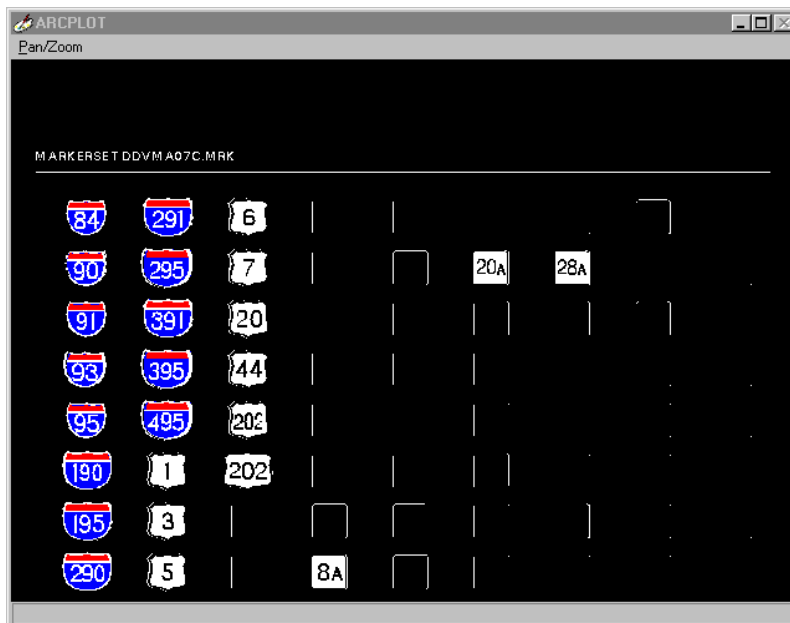 ARCPLOT
Pan/Zoom
MARKERSET DDVMA07C.MRK
84 291 6
90 295 7 20A 28A
91 391 20
93 395 44
95 495 202
190 1 202
195 3
290 5 8A